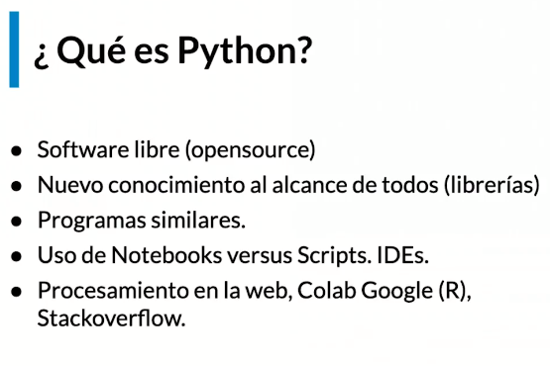 ¿ Qué es Python?
● Software libre (opensource)
● Nuevo conocimiento al alcance de todos (librerías)
● Programas similares.
● Uso de Notebooks versus Scripts. IDEs.
● Procesamiento en la web, Colab Google (R),
Stackoverflow.